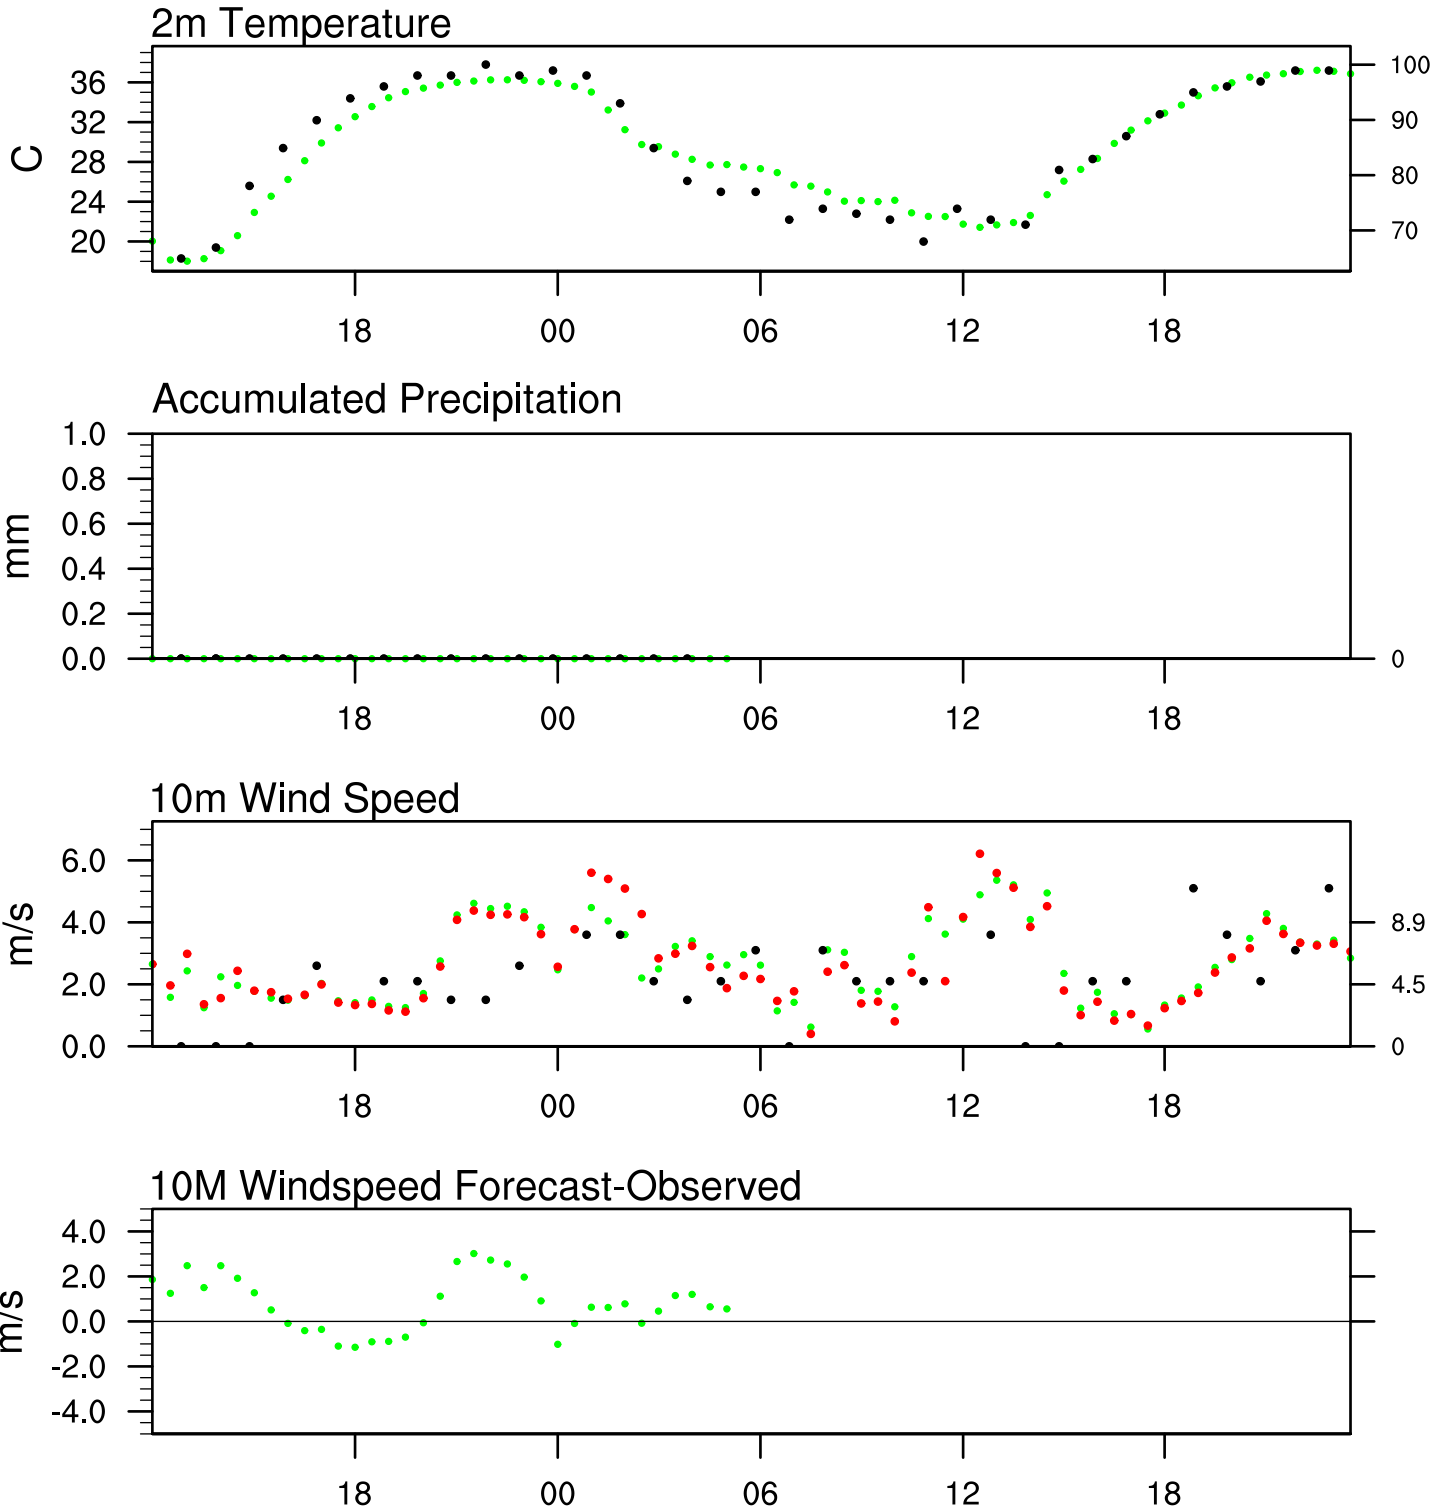 2m Temperature
C
36
32
28
24
20
100
90
80
70
18 00 06 12 18
Accumulated Precipitation
mm
1.0
0.8
0.6
0.4
0.2
0.0
0
18 00 06 12 18
10m Wind Speed
m/s
6.0
4.0
2.0
0.0
8.9
4.5
0
18 00 06 12 18
10M Windspeed Forecast-Observed
m/s
4.0
2.0
0.0
-2.0
-4.0
18 00 06 12 18